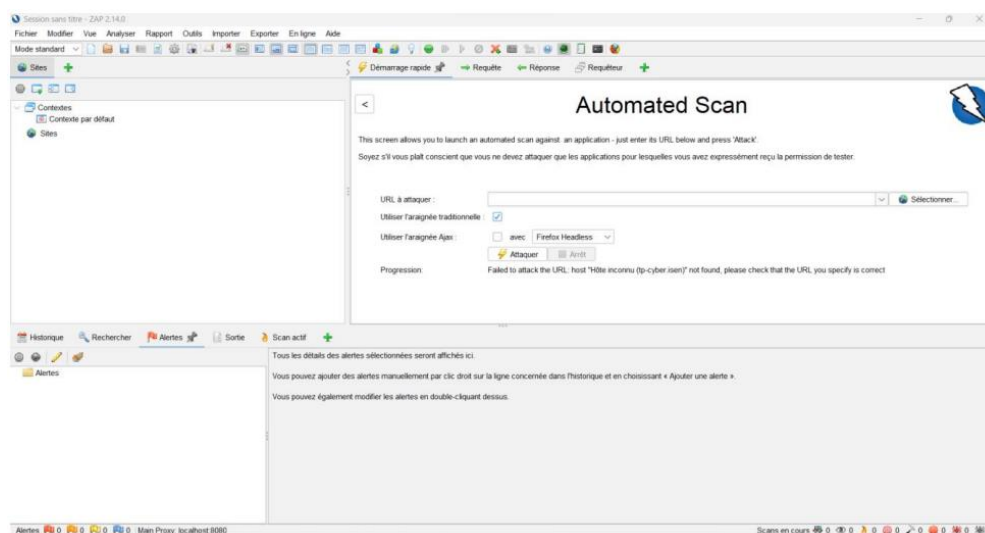 Session sans titre - ZAP 2.14.0
Fichier Modifier Vue Analyser Rapport Outils Importer Exporter En ligne Aide
Mode standard
Sites
Démarrage rapide Requête Réponse Requêteur
Contextes
Contexte par défaut
Sites
<
Automated Scan
This screen allows you to launch an automated scan against an application - just enter its URL below and press 'Attack'.
Soyez s'il vous plaît conscient que vous ne devez attaquer que les applications pour lesquelles vous avez expressément reçu la permission de tester.
URL à attaquer :
Sélectionner...
Utiliser l'araignée traditionnelle :
Utiliser l'araignée Ajax : avec Firefox Headless
Attaquer Arrêt
Progression Failed to attack the URL: host "Hôte inconnu (tp-cyber.isen)" not found, please check that the URL you specify is correct
Historique Rechercher Alertes Sortie Scan actif
Alertes
Tous les détails des alertes sélectionnées seront affichés ici.
Vous pouvez ajouter des alertes manuellement par clic droit sur la ligne concernée dans l'historique et en choisissant « Ajouter une alerte ».
Vous pouvez également modifier les alertes en double-cliquant dessus.
Alertes 0 0 0 0 Main Proxy: localhost:8080
Scans en cours 0 0 0 0 0 0 0